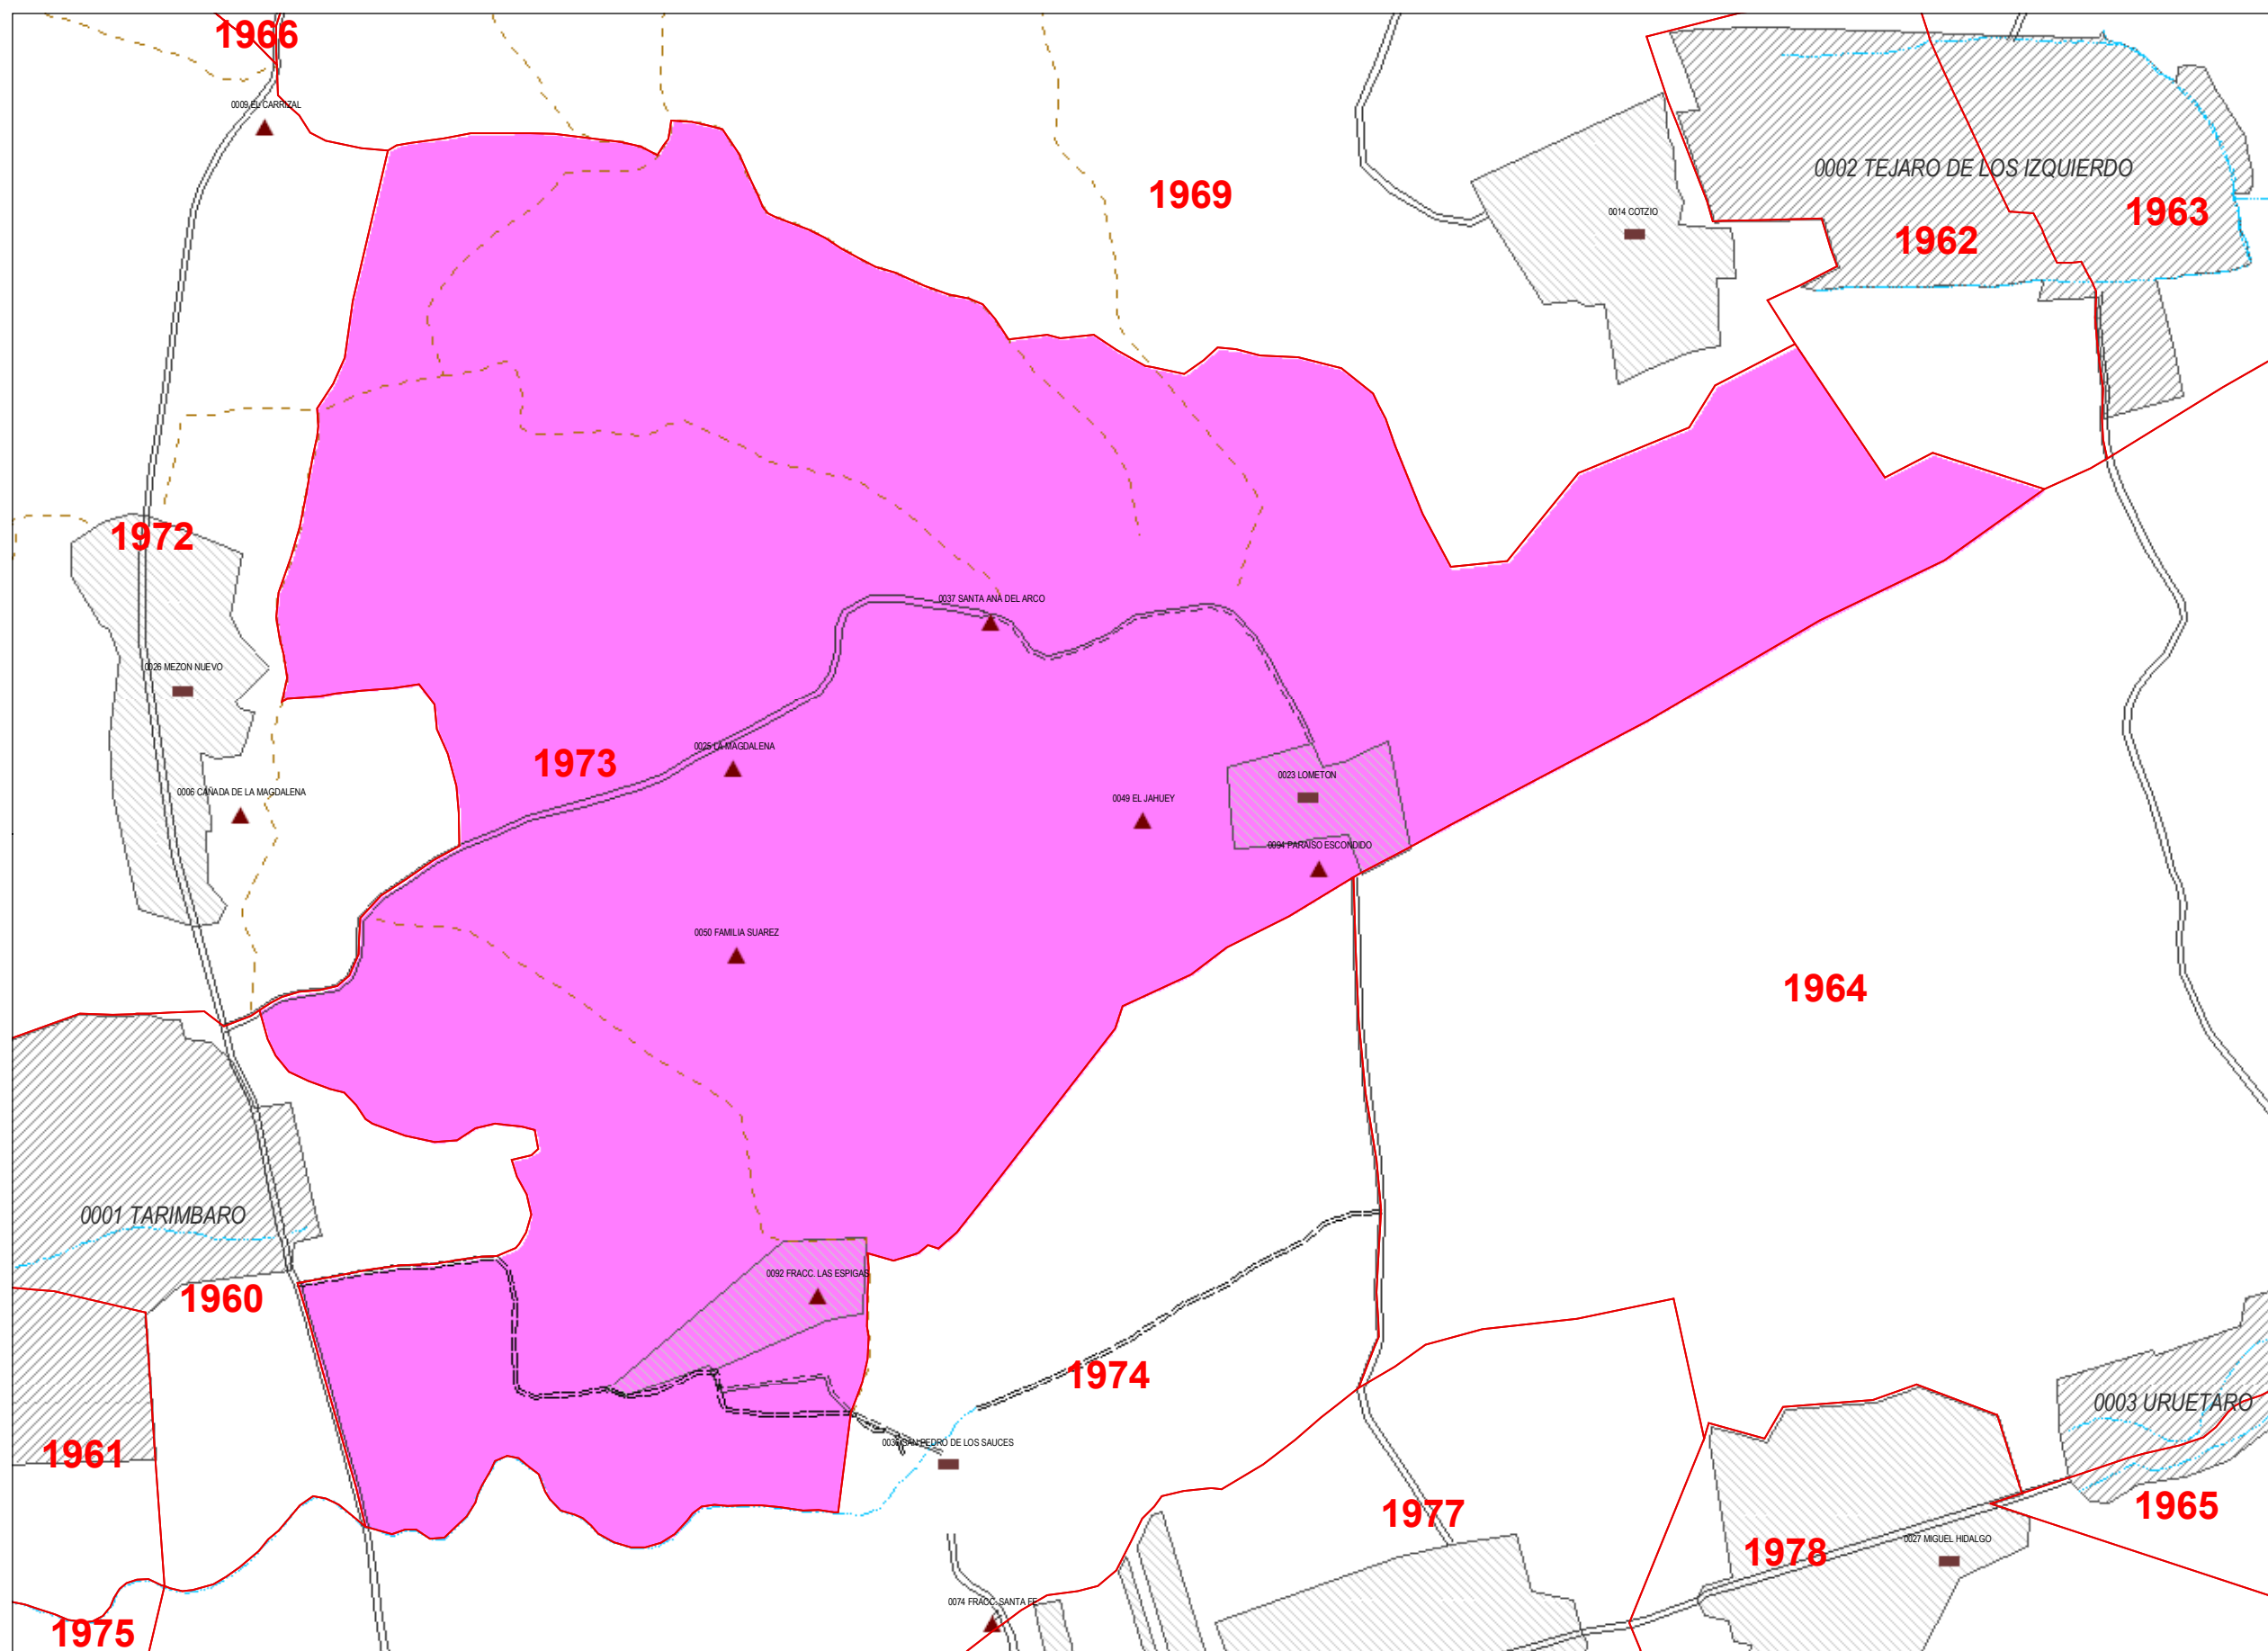 1966
0009 EL CARRIZAL
0002 TEJARO DE LOS IZQUIERDO
1969
0014 COTZIO
1963
1962
1972
0037 SANTA ANA DEL ARCO
0026 MEZON NUEVO
1973
0025 LA MAGDALENA
0023 LOMETON
0006 CAÑADA DE LA MAGDALENA
0049 EL JAHUEY
0094 PARAISO ESCONDIDO
0050 FAMILIA SUAREZ
1964
0001 TARIMBARO
0092 FRACC. LAS ESPIGAS
1960
1974
0003 URUETARO
SAN PEDRO DE LOS SAUCES
1961
1977
1965
0027 MIGUEL HIDALGO
1978
0074 FRACC. SANTA FE
1975